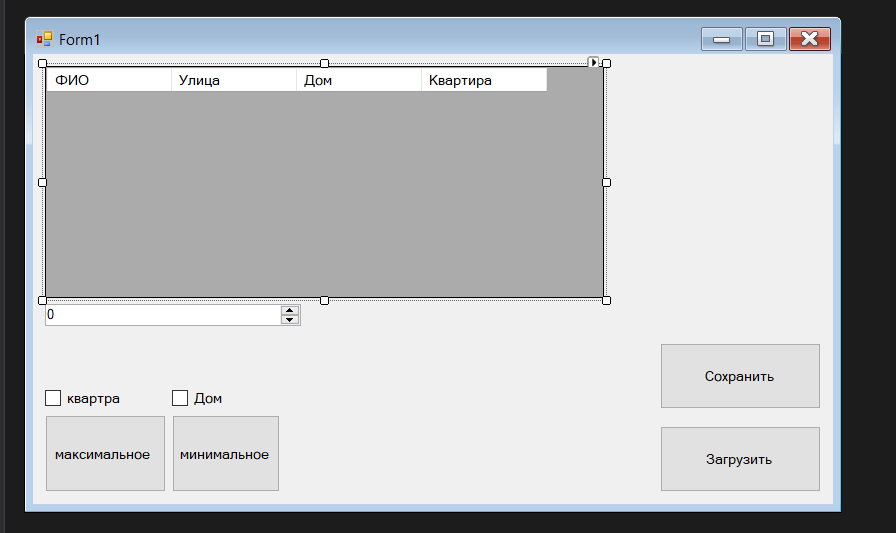 Form1
ФИО Улица Дом Квартира
0
квартра Дом
максимальное минимальное
Сохранить
Загрузить